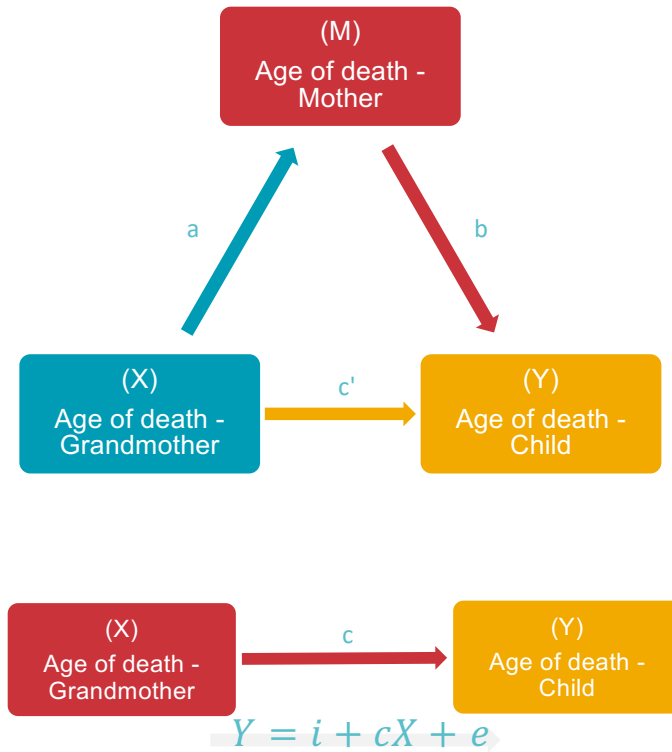 (M)
Age of death -
Mother
a
b
(X)
Age of death -
Grandmother
c'
(Y)
Age of death -
Child
(X)
Age of death -
Grandmother
c
(Y)
Age of death -
Child
Y = i + cX + e